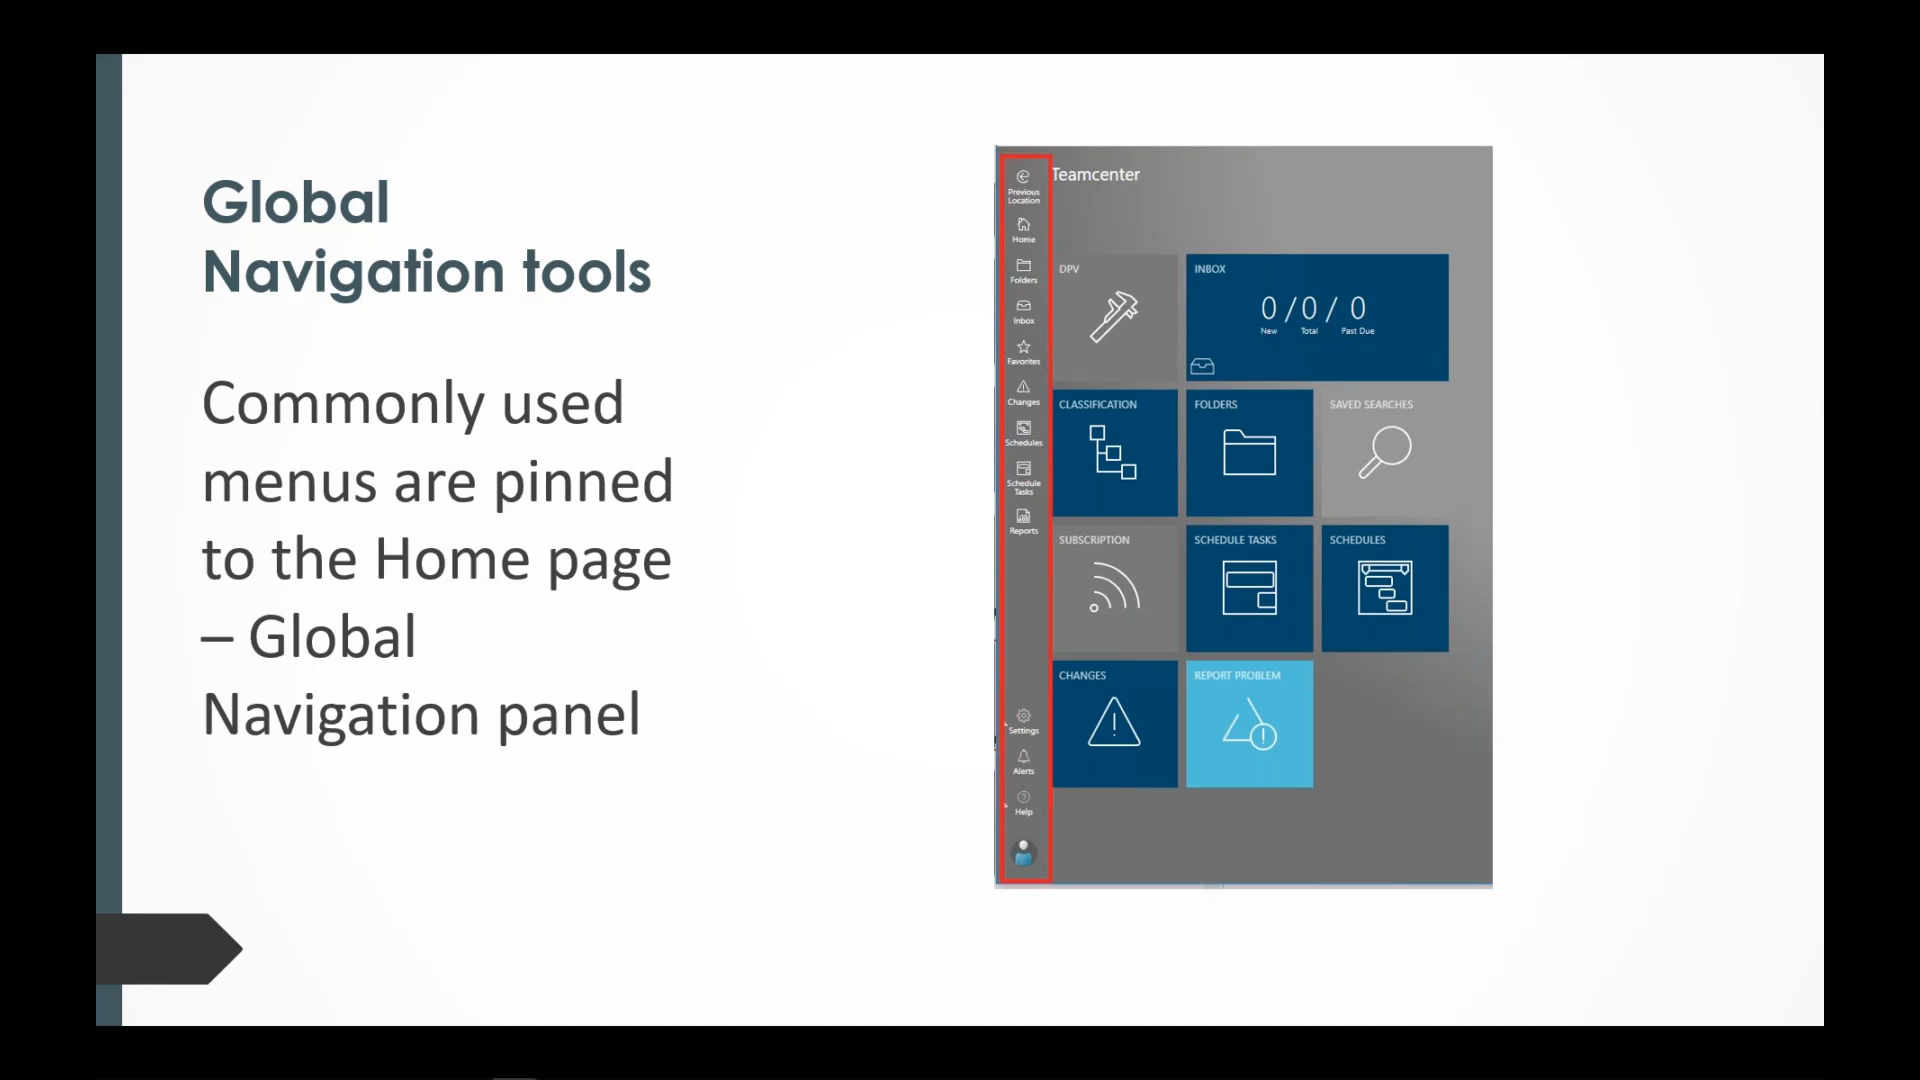 Global
Navigation tools
Commonly used
menus are pinned
to the Home page
– Global
Navigation panel
Teamcenter
Previous
Location
Home
Folders
Inbox
Favorites
Changes
Schedules
Schedule
Tasks
Reports
Settings
Alerts
Help
DPV
INBOX
0 / 0 / 0
New Total Past Due
CLASSIFICATION
FOLDERS
SAVED SEARCHES
SUBSCRIPTION
SCHEDULE TASKS
SCHEDULES
CHANGES
REPORT PROBLEM